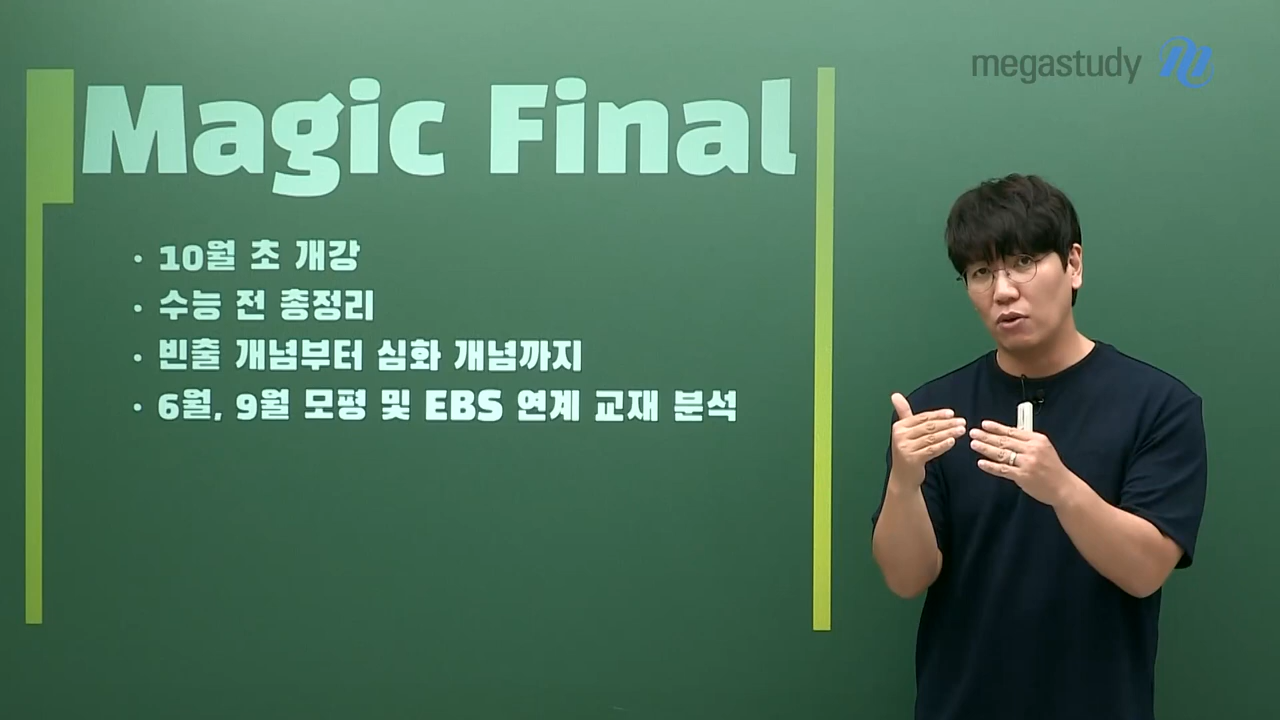 megastudy
Magic Final
• 10월 초 개강
• 수능 전 총정리
• 빈출 개념부터 심화 개념까지
• 6월, 9월 모평 및 EBS 연계 교재 분석